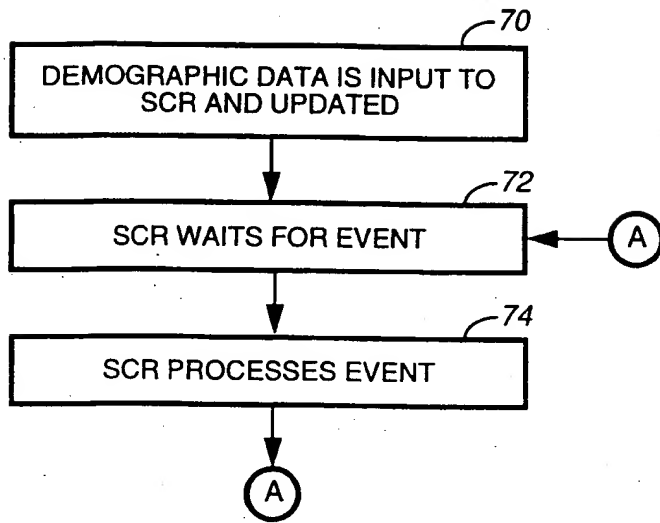 70
DEMOGRAPHIC DATA IS INPUT TO
SCR AND UPDATED
72
SCR WAITS FOR EVENT
A
74
SCR PROCESSES EVENT
A